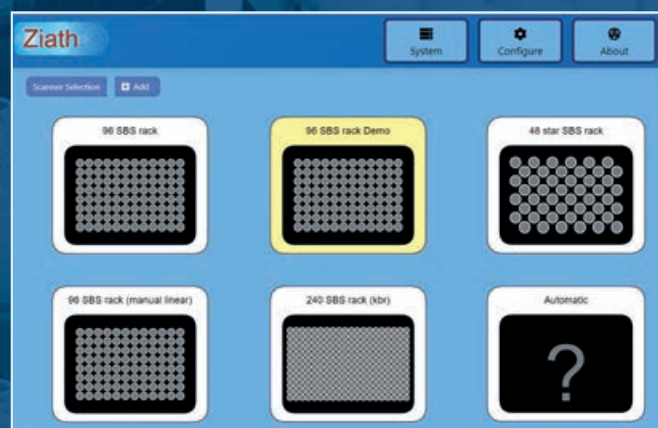 Ziath
System
Configure
About
Scanner Selection
Add
96 SBS rack
96 SBS rack Demo
48 star SBS rack
96 SBS rack (manual linear)
240 SBS rack (kbr)
Automatic
?